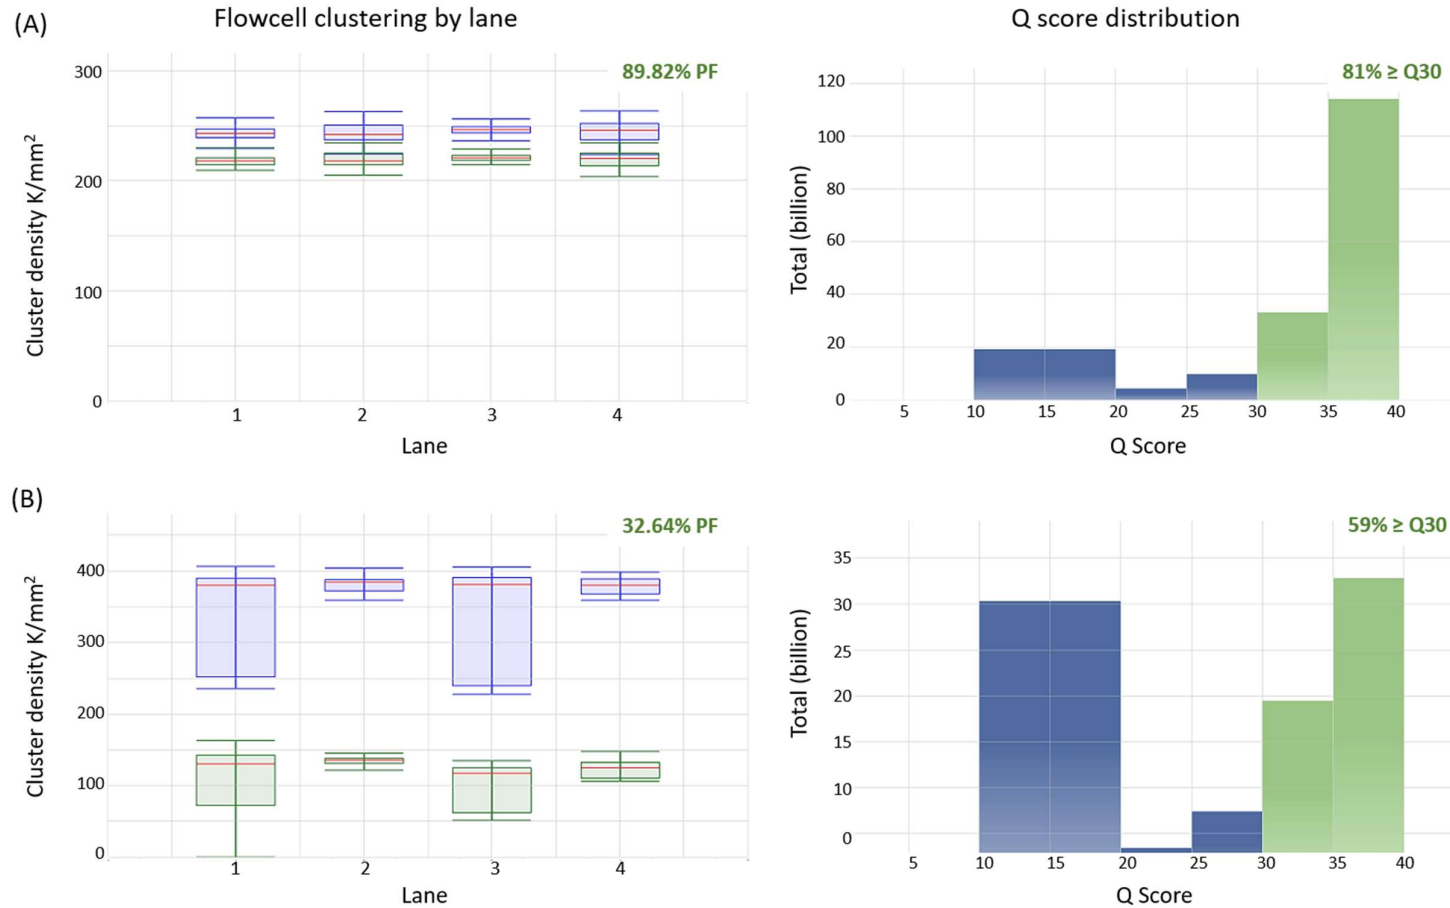 (A)
Flowcell clustering by lane
Q score distribution
89.82% PF
81% ≥ Q30
Cluster density K/mm²
300
200
100
0
1 2 3 4
Lane
Total (billion)
120
100
80
60
40
20
0
5 10 15 20 25 30 35 40
Q Score
(B)
32.64% PF
59% ≥ Q30
Cluster density K/mm²
400
300
200
100
0
1 2 3 4
Lane
Total (billion)
35
30
25
20
15
10
0
5 10 15 20 25 30 35 40
Q Score